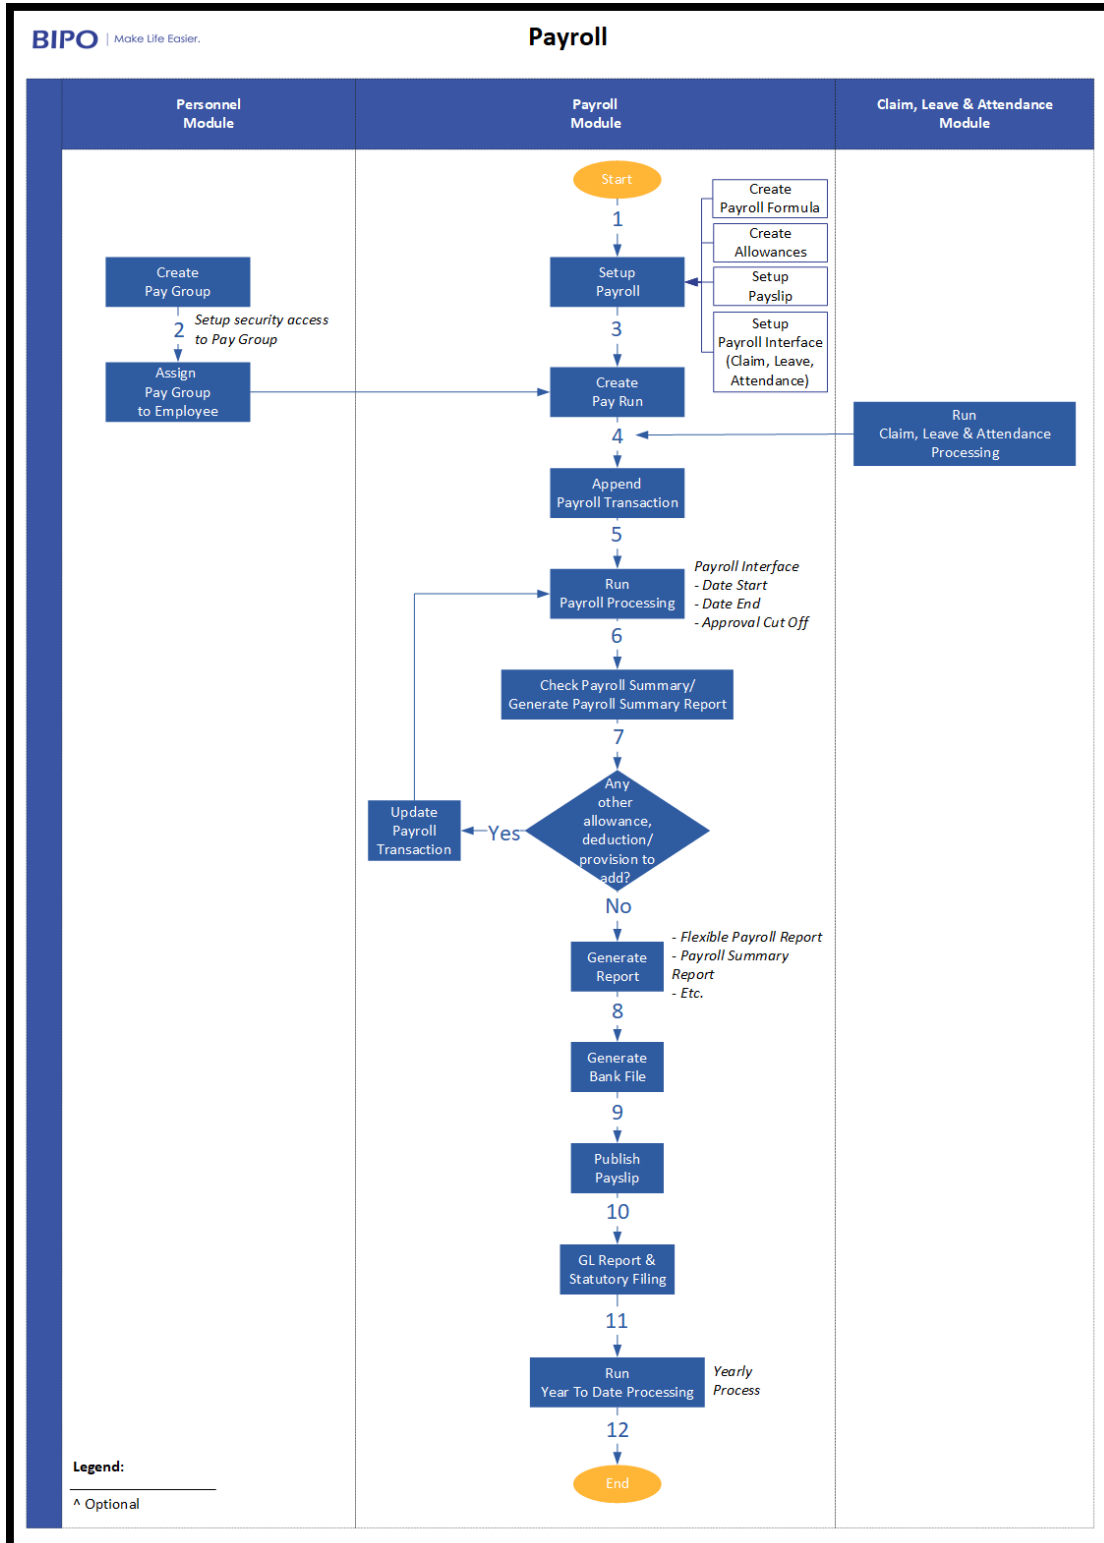 BIPO | Make Life Easier.
Payroll
Personnel
Module
Payroll
Module
Claim, Leave & Attendance
Module
Start
1
Create
Payroll Formula
Create
Allowances
Setup
Payslip
Setup
Payroll Interface
(Claim, Leave,
Attendance)
Setup
Payroll
Create
Pay Group
2
Setup security access
to Pay Group
3
Assign
Pay Group
to Employee
Create
Pay Run
4
Run
Claim, Leave & Attendance
Processing
Append
Payroll Transaction
5
Run
Payroll Processing
Payroll Interface
- Date Start
- Date End
- Approval Cut Off
6
Check Payroll Summary/
Generate Payroll Summary Report
7
Any
other
allowance,
deduction/
provision to
add?
Yes
Update
Payroll
Transaction
No
Generate
Report
- Flexible Payroll Report
- Payroll Summary
Report
- Etc.
8
Generate
Bank File
9
Publish
Payslip
10
GL Report &
Statutory Filing
11
Run
Year To Date Processing
Yearly
Process
12
End
Legend:
^ Optional